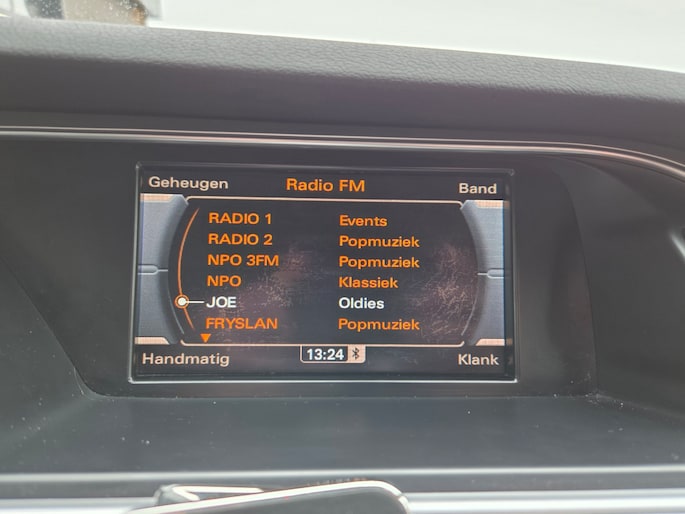 Geheugen Radio FM Band
RADIO 1 Events
RADIO 2 Popmuziek
NPO 3FM Popmuziek
NPO Klassiek
JOE Oldies
FRYSLAN Popmuziek
Handmatig 13:24 Klank